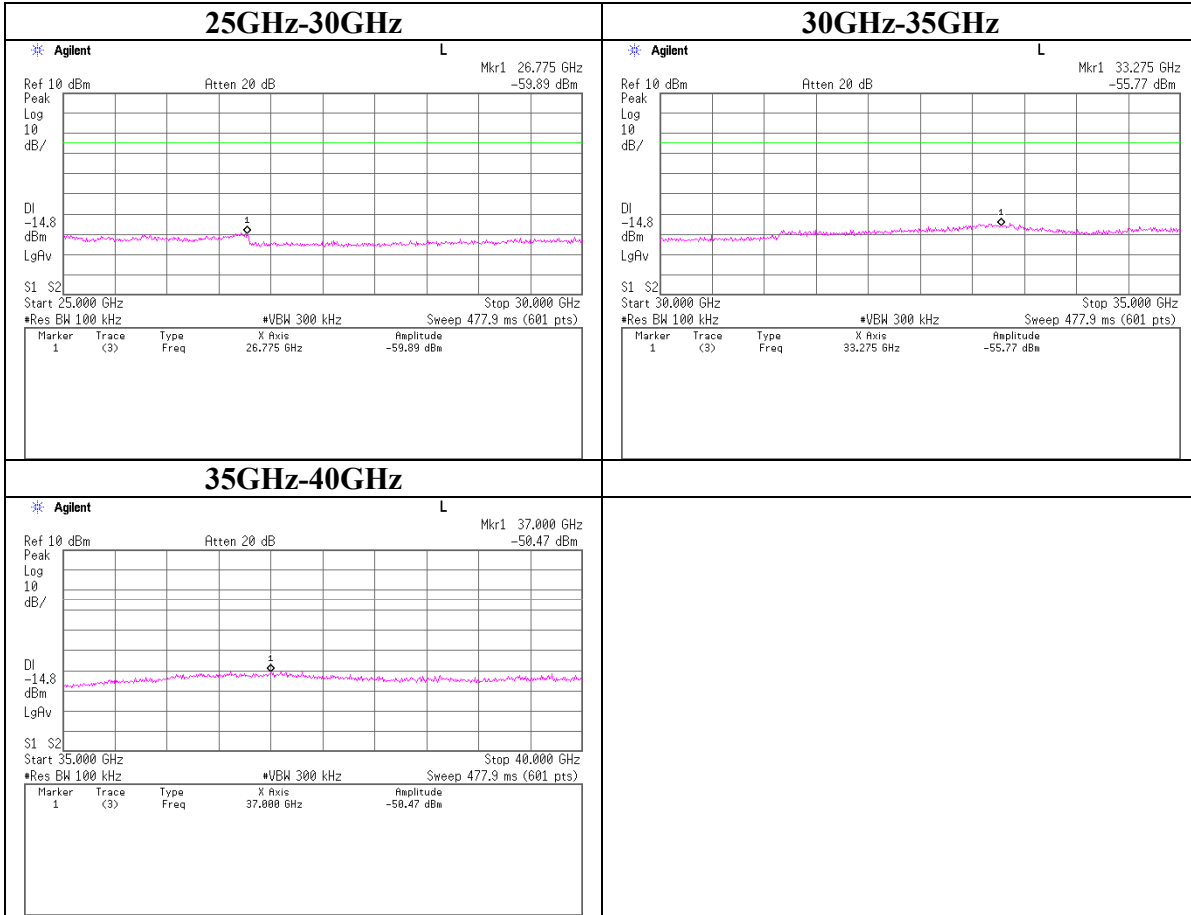 25GHz-30GHz
Agilent
L
Mkr1 26.775 GHz
Ref 10 dBm Atten 20 dB -59.89 dBm
Peak
Log
10
dB/
DI
-14.8
dBm
LgAv
S1 S2
Start 25.000 GHz Stop 30.000 GHz
#Res BW 100 kHz #VBW 300 kHz Sweep 477.9 ms (601 pts)
Marker Trace Type X Axis Amplitude
1 (3) Freq 26.775 GHz -59.89 dBm
1
30GHz-35GHz
Agilent
L
Mkr1 33.275 GHz
Ref 10 dBm Atten 20 dB -55.77 dBm
Peak
Log
10
dB/
DI
-14.8
dBm
LgAv
S1 S2
Start 30.000 GHz Stop 35.000 GHz
#Res BW 100 kHz #VBW 300 kHz Sweep 477.9 ms (601 pts)
Marker Trace Type X Axis Amplitude
1 (3) Freq 33.275 GHz -55.77 dBm
1
35GHz-40GHz
Agilent
L
Mkr1 37.000 GHz
Ref 10 dBm Atten 20 dB -50.47 dBm
Peak
Log
10
dB/
DI
-14.8
dBm
LgAv
S1 S2
Start 35.000 GHz Stop 40.000 GHz
#Res BW 100 kHz #VBW 300 kHz Sweep 477.9 ms (601 pts)
Marker Trace Type X Axis Amplitude
1 (3) Freq 37.000 GHz -50.47 dBm
1